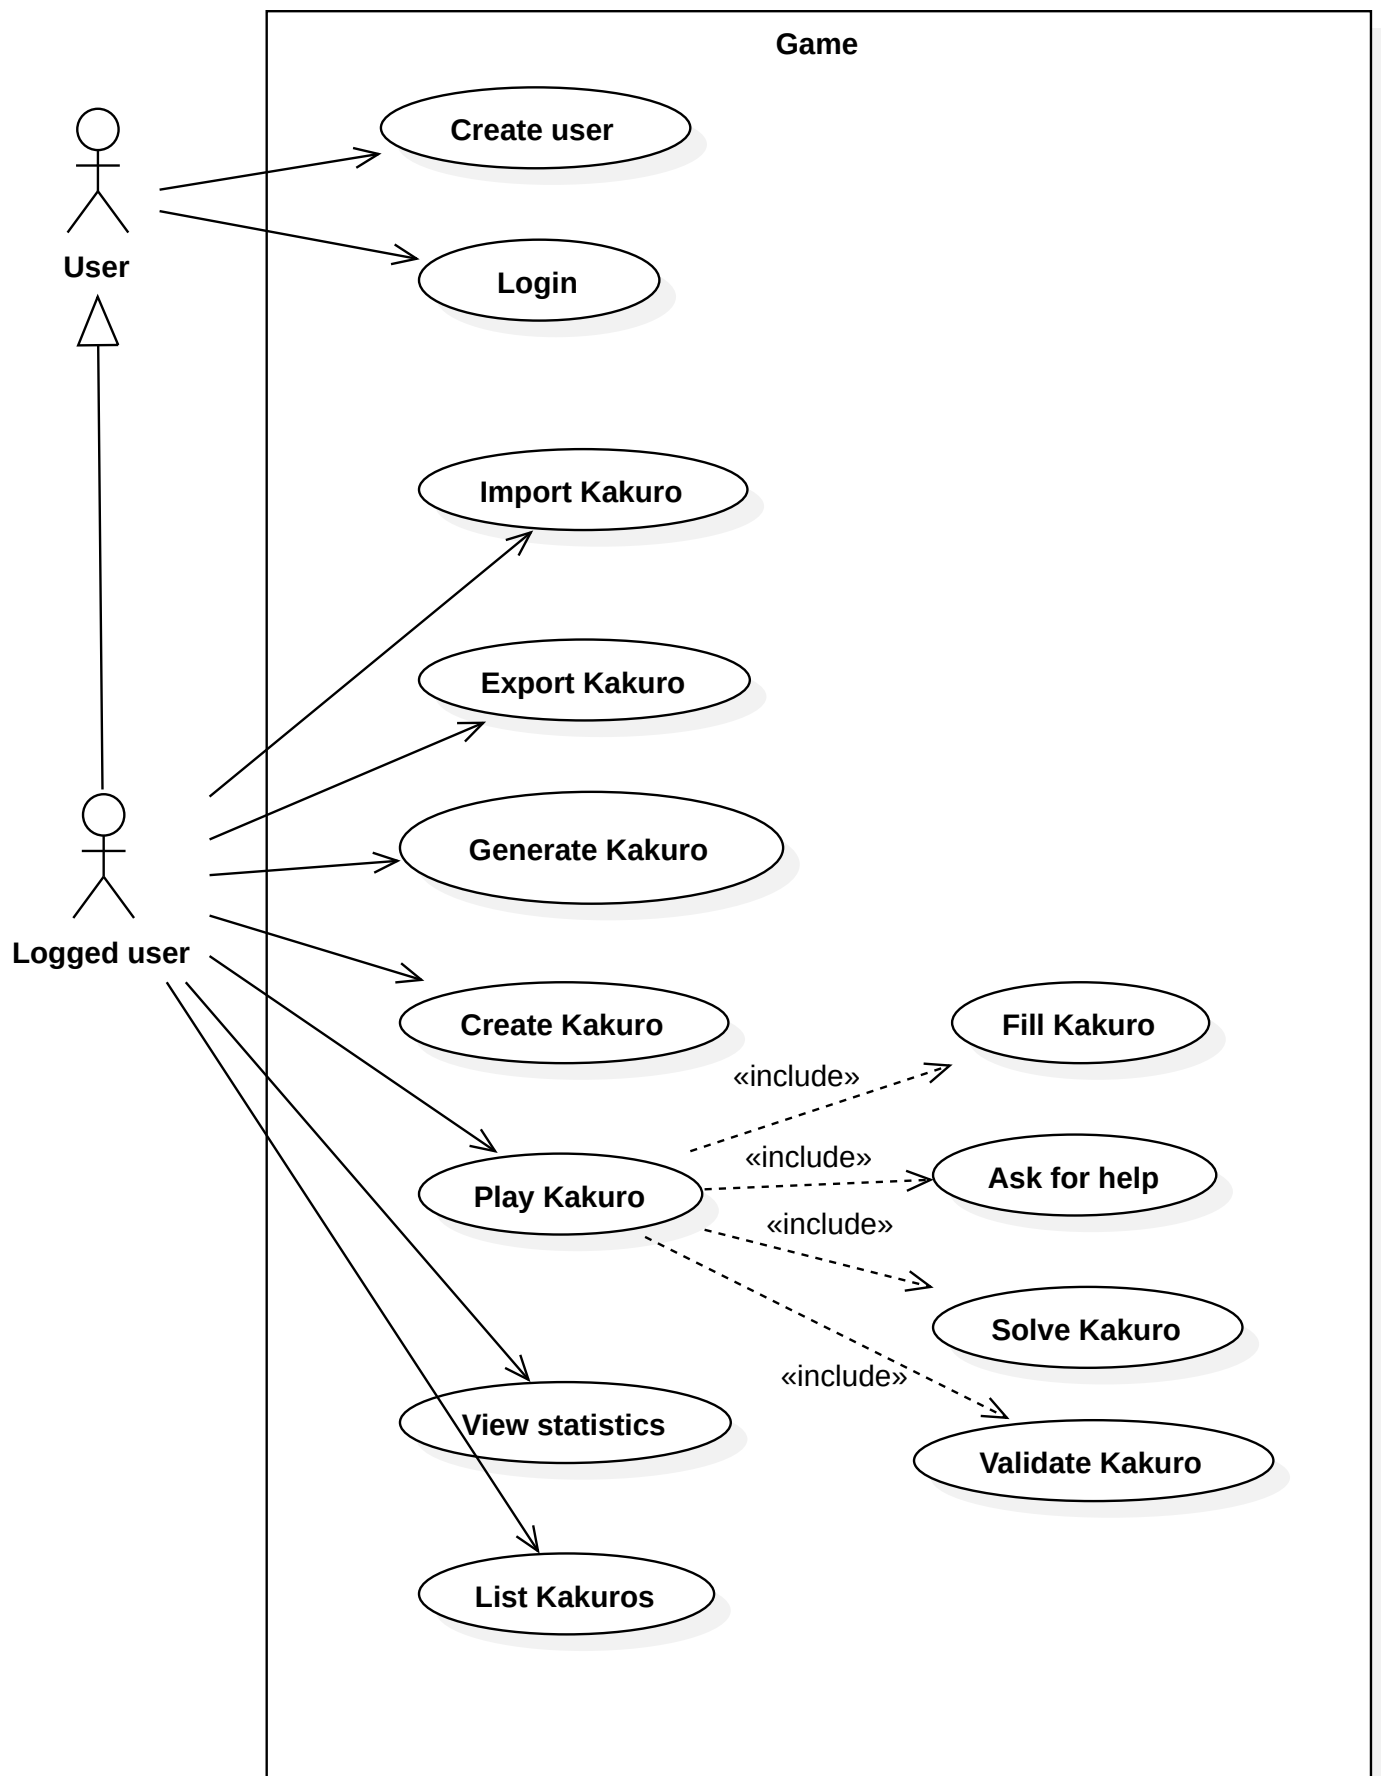 Game
Create user
User
Login
Import Kakuro
Export Kakuro
Generate Kakuro
Logged user
Create Kakuro
Fill Kakuro
«include»
«include»
Ask for help
Play Kakuro
«include»
Solve Kakuro
«include»
View statistics
Validate Kakuro
List Kakuros